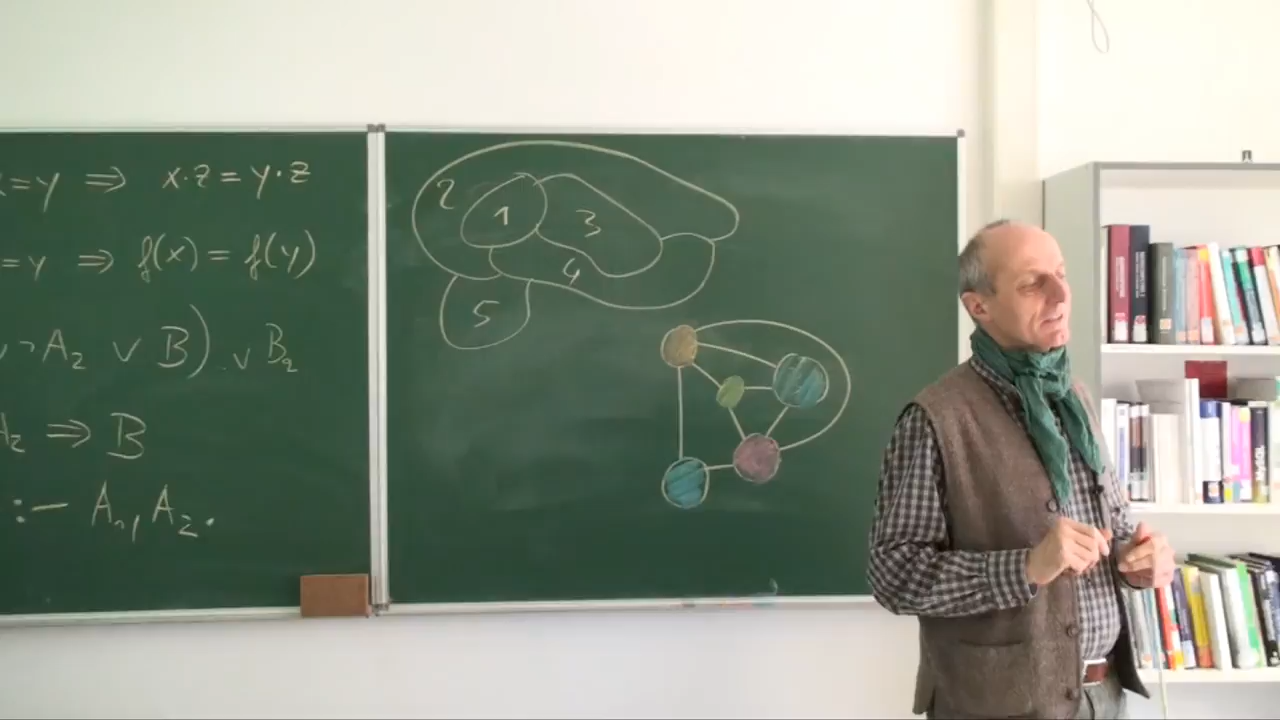 x=y ⇒ x·z = y·z
=y ⇒ f(x) = f(y)
∨ ¬A₂ ∨ B) ∨ B₂
A₂ ⇒ B
:− A₁, A₂.
2
1
3
4
5